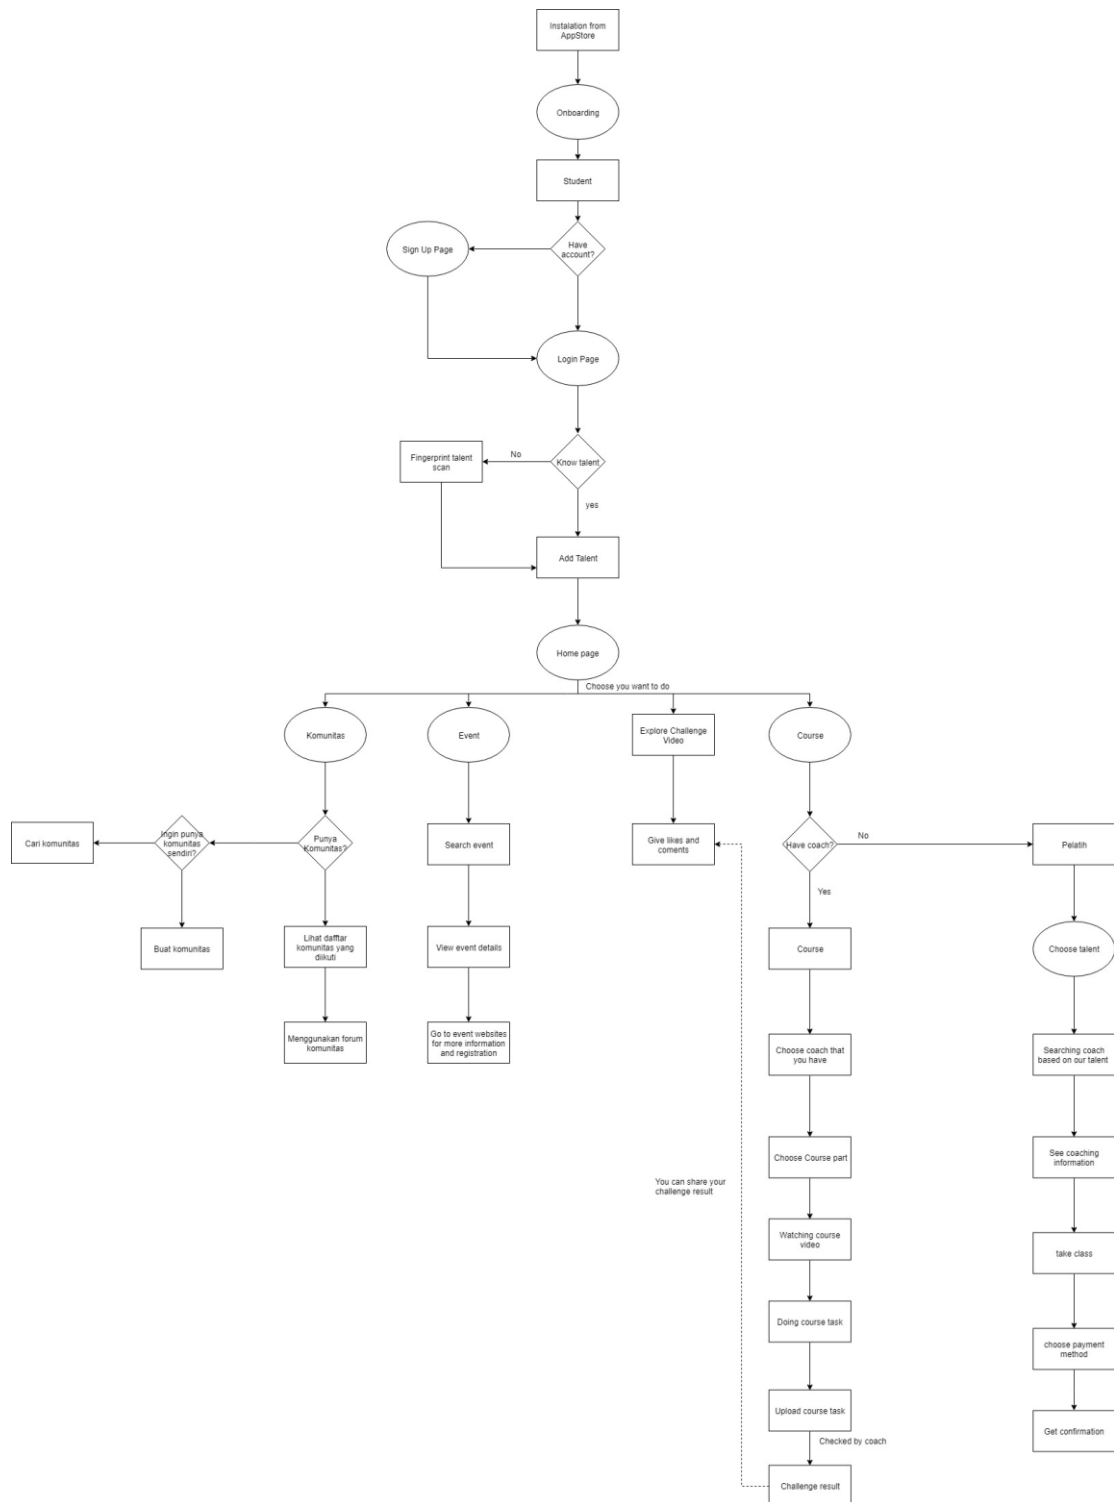 Instalation from
AppStore
Onboarding
Student
Have
account?
Sign Up Page
Login Page
Know talent
No
Fingerprint talent
scan
yes
Add Talent
Home page
Choose you want to do
Komunitas
Event
Explore Challenge
Video
Course
Cari komunitas
Ingin punya
komunitas
sendiri?
Punya
Komunitas?
Search event
Give likes and
coments
Have coach?
No
Pelatih
Yes
Buat komunitas
Lihat dafftar
komunitas yang
diikuti
View event details
Course
Choose talent
Menggunakan forum
komunitas
Go to event websites
for more information
and registration
Choose coach that
you have
Searching coach
based on our talent
Choose Course part
See coaching
information
You can share your
challenge result
Watching course
video
take class
Doing course task
choose payment
method
Upload course task
Checked by coach
Get confirmation
Challenge result